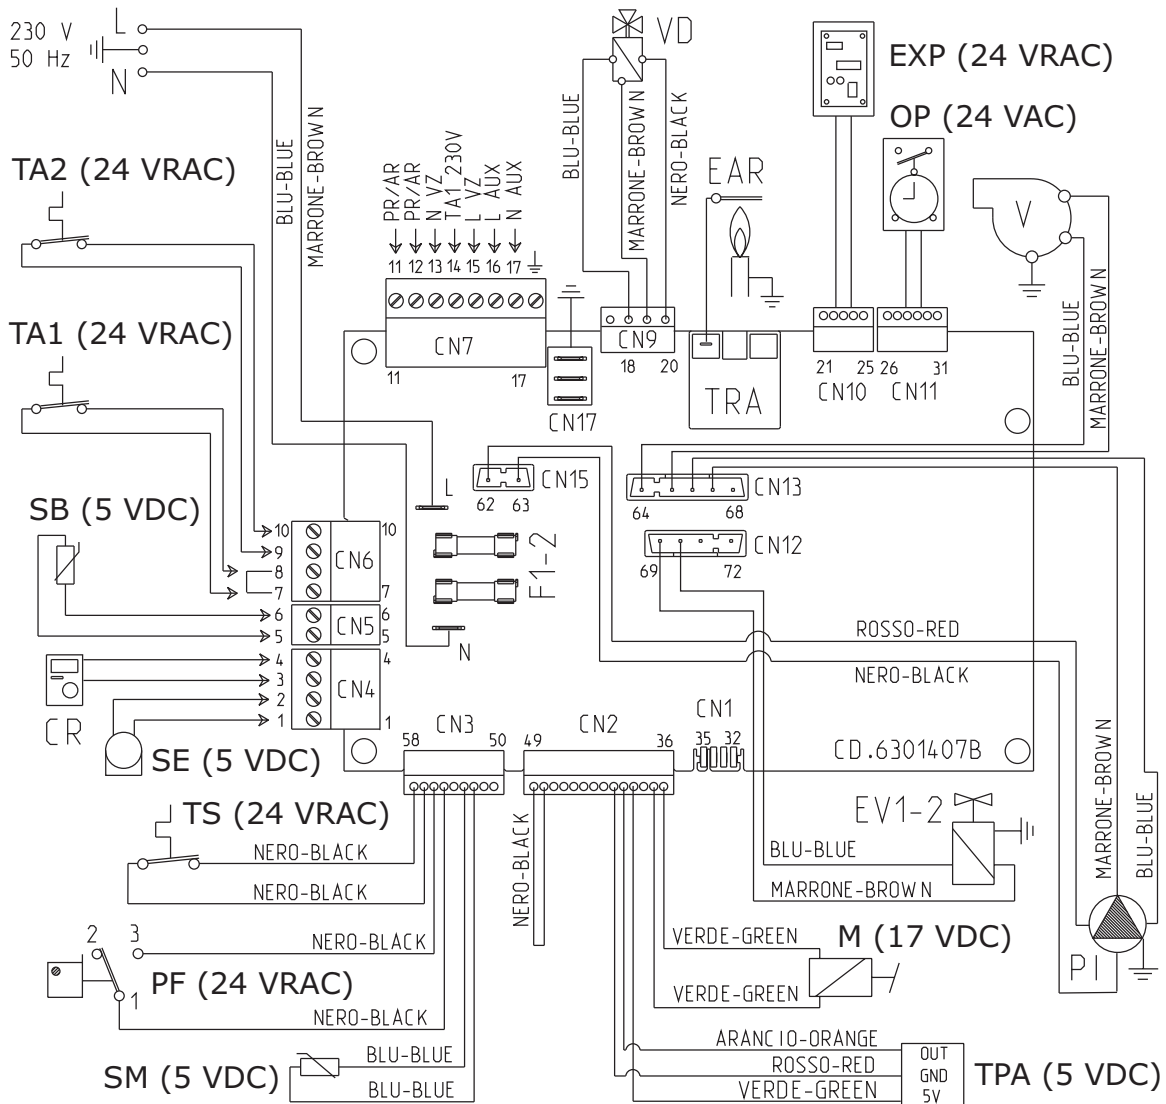 230 V
50 Hz
L
N
VD
EXP (24 VRAC)
OP (24 VAC)
TA2 (24 VRAC)
BLU-BLUE
MARRONE-BROWN
PR/AR
PR/AR
N VZ
TA1 230V
L VZ
L AUX
N AUX
11 12 13 14 15 16 17
BLU-BLUE
MARRONE-BROWN
NERO-BLACK
EAR
V
BLU-BLUE
MARRONE-BROWN
TA1 (24 VRAC)
CN7
11 17
CN17
CN9
18 20
TRA
21 25
CN10
26 31
CN11
SB (5 VDC)
L
N
F1-2
62 63
CN15
64 68
CN13
69 72
CN12
10
9
8
7
CN6
10
7
6
5
CN5
6
5
4
3
2
1
CN4
4
1
CR
SE (5 VDC)
ROSSO-RED
NERO-BLACK
58 CN3 50
49 CN2 36
CN1
35 32
CD.6301407B
TS (24 VRAC)
NERO-BLACK
NERO-BLACK
NERO-BLACK
EV1-2
BLU-BLUE
MARRONE-BROWN
MARRONE-BROWN
BLU-BLUE
PI
2 3
1
PF (24 VRAC)
NERO-BLACK
NERO-BLACK
VERDE-GREEN
M (17 VDC)
VERDE-GREEN
SM (5 VDC)
BLU-BLUE
BLU-BLUE
ARANCIO-ORANGE
ROSSO-RED
VERDE-GREEN
OUT
GND
5V
TPA (5 VDC)